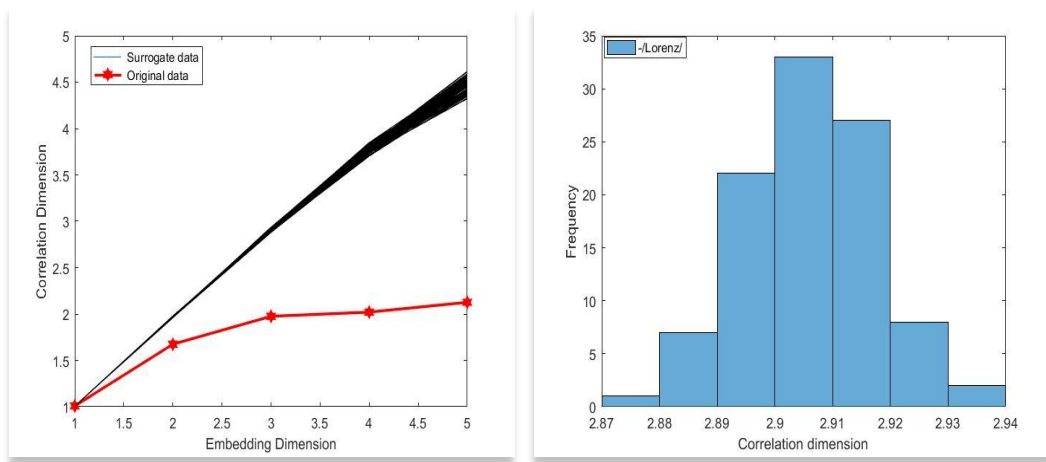 5
4.5
4
3.5
3
2.5
2
1.5
1
Correlation Dimension
Surrogate data
Original data
1 1.5 2 2.5 3 3.5 4 4.5 5
Embedding Dimension
35
30
25
20
15
10
5
0
Frequency
-/Lorenz/
2.87 2.88 2.89 2.9 2.91 2.92 2.93 2.94
Correlation dimension